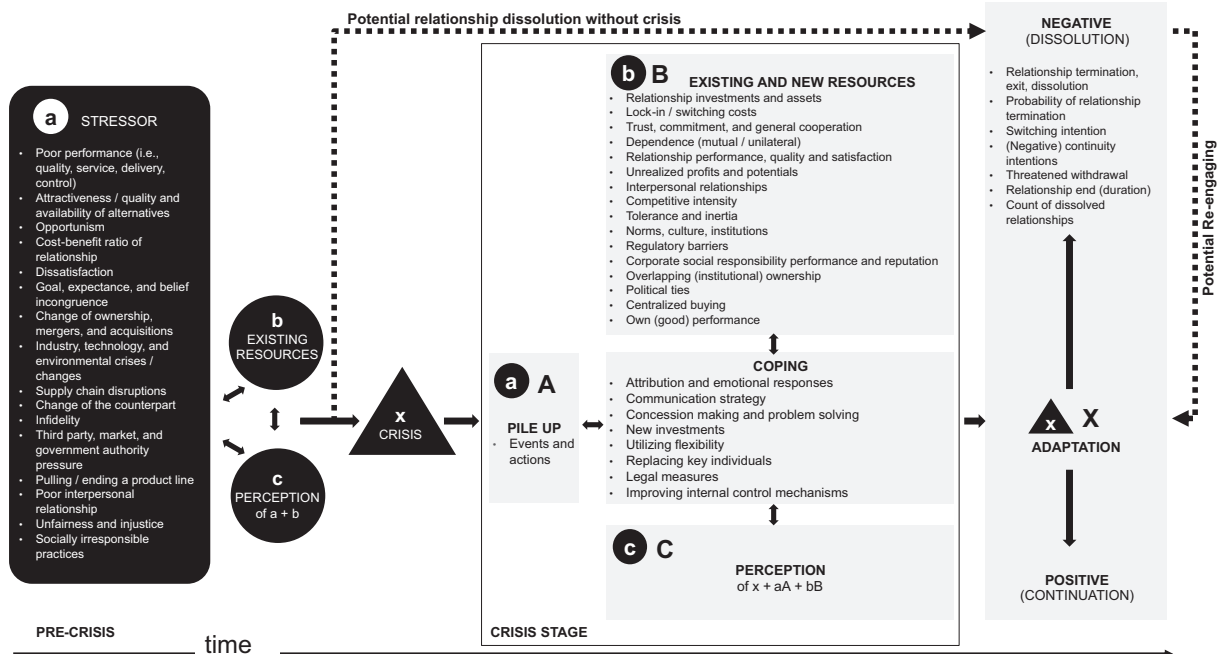 Potential relationship dissolution without crisis
a STRESSOR
• Poor performance (i.e.,
quality, service, delivery,
control)
• Attractiveness / quality and
availability of alternatives
• Opportunism
• Cost-benefit ratio of
relationship
• Dissatisfaction
• Goal, expectance, and belief
incongruence
• Change of ownership,
mergers, and acquisitions
• Industry, technology, and
environmental crises /
changes
• Supply chain disruptions
• Change of the counterpart
• Infidelity
• Third party, market, and
government authority
pressure
• Pulling / ending a product line
• Poor interpersonal
relationship
• Unfairness and injustice
• Socially irresponsible
practices
b
EXISTING
RESOURCES
c
PERCEPTION
of a + b
x
CRISIS
a A
PILE UP
• Events and
actions
b B
EXISTING AND NEW RESOURCES
• Relationship investments and assets
• Lock-in / switching costs
• Trust, commitment, and general cooperation
• Dependence (mutual / unilateral)
• Relationship performance, quality and satisfaction
• Unrealized profits and potentials
• Interpersonal relationships
• Competitive intensity
• Tolerance and inertia
• Norms, culture, institutions
• Regulatory barriers
• Corporate social responsibility performance and reputation
• Overlapping (institutional) ownership
• Political ties
• Centralized buying
• Own (good) performance
COPING
• Attribution and emotional responses
• Communication strategy
• Concession making and problem solving
• New investments
• Utilizing flexibility
• Replacing key individuals
• Legal measures
• Improving internal control mechanisms
c C
PERCEPTION
of x + aA + bB
NEGATIVE
(DISSOLUTION)
• Relationship termination,
exit, dissolution
• Probability of relationship
termination
• Switching intention
• (Negative) continuity
intentions
• Threatened withdrawal
• Relationship end (duration)
• Count of dissolved
relationships
x X
ADAPTATION
POSITIVE
(CONTINUATION)
Potential Re-engaging
PRE-CRISIS
CRISIS STAGE
time